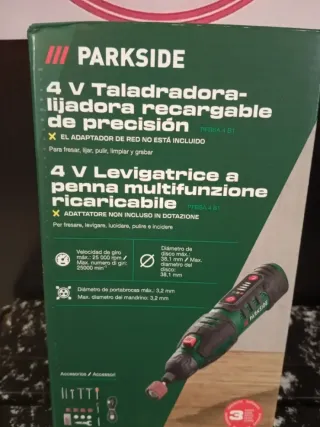 PARKSIDE
4 V Taladradora-
lijadora recargable
de precisión
EL ADAPTADOR DE RED NO ESTÁ INCLUIDO
Para fresar, lijar, pulir, limpiar y grabar
4 V Levigatrice a
penna multifunzione
ricaricabile
ADATTATORE NON INCLUSO IN DOTAZIONE
Per fresare, levigare, lucidare, pulire e incidere
Velocidad de giro
máx.: 25 000 rpm /
Max. numero di giri:
25000 min⁻¹
Diámetro de
disco máx.:
38,1 mm / Max.
diametro del
disco:
38,1 mm
Diámetro de portabrocas máx.: 3,2 mm
Max. diametro del mandrino: 3,2 mm
Accesorios / Accessori
PARKSIDE
3